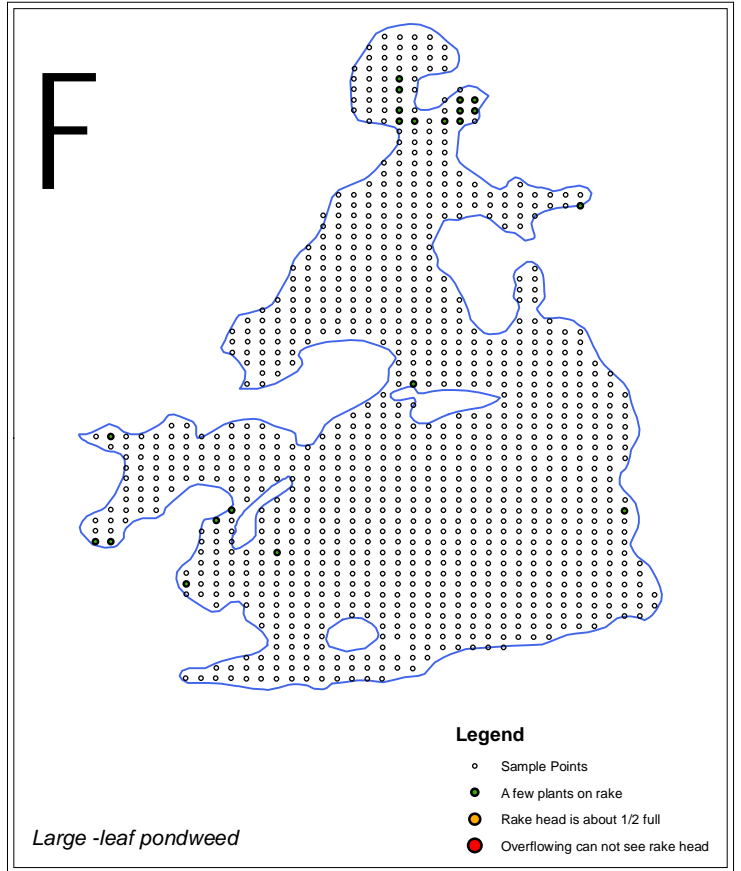 F
Legend
Sample Points
A few plants on rake
Rake head is about 1/2 full
Overflowing can not see rake head
Large -leaf pondweed